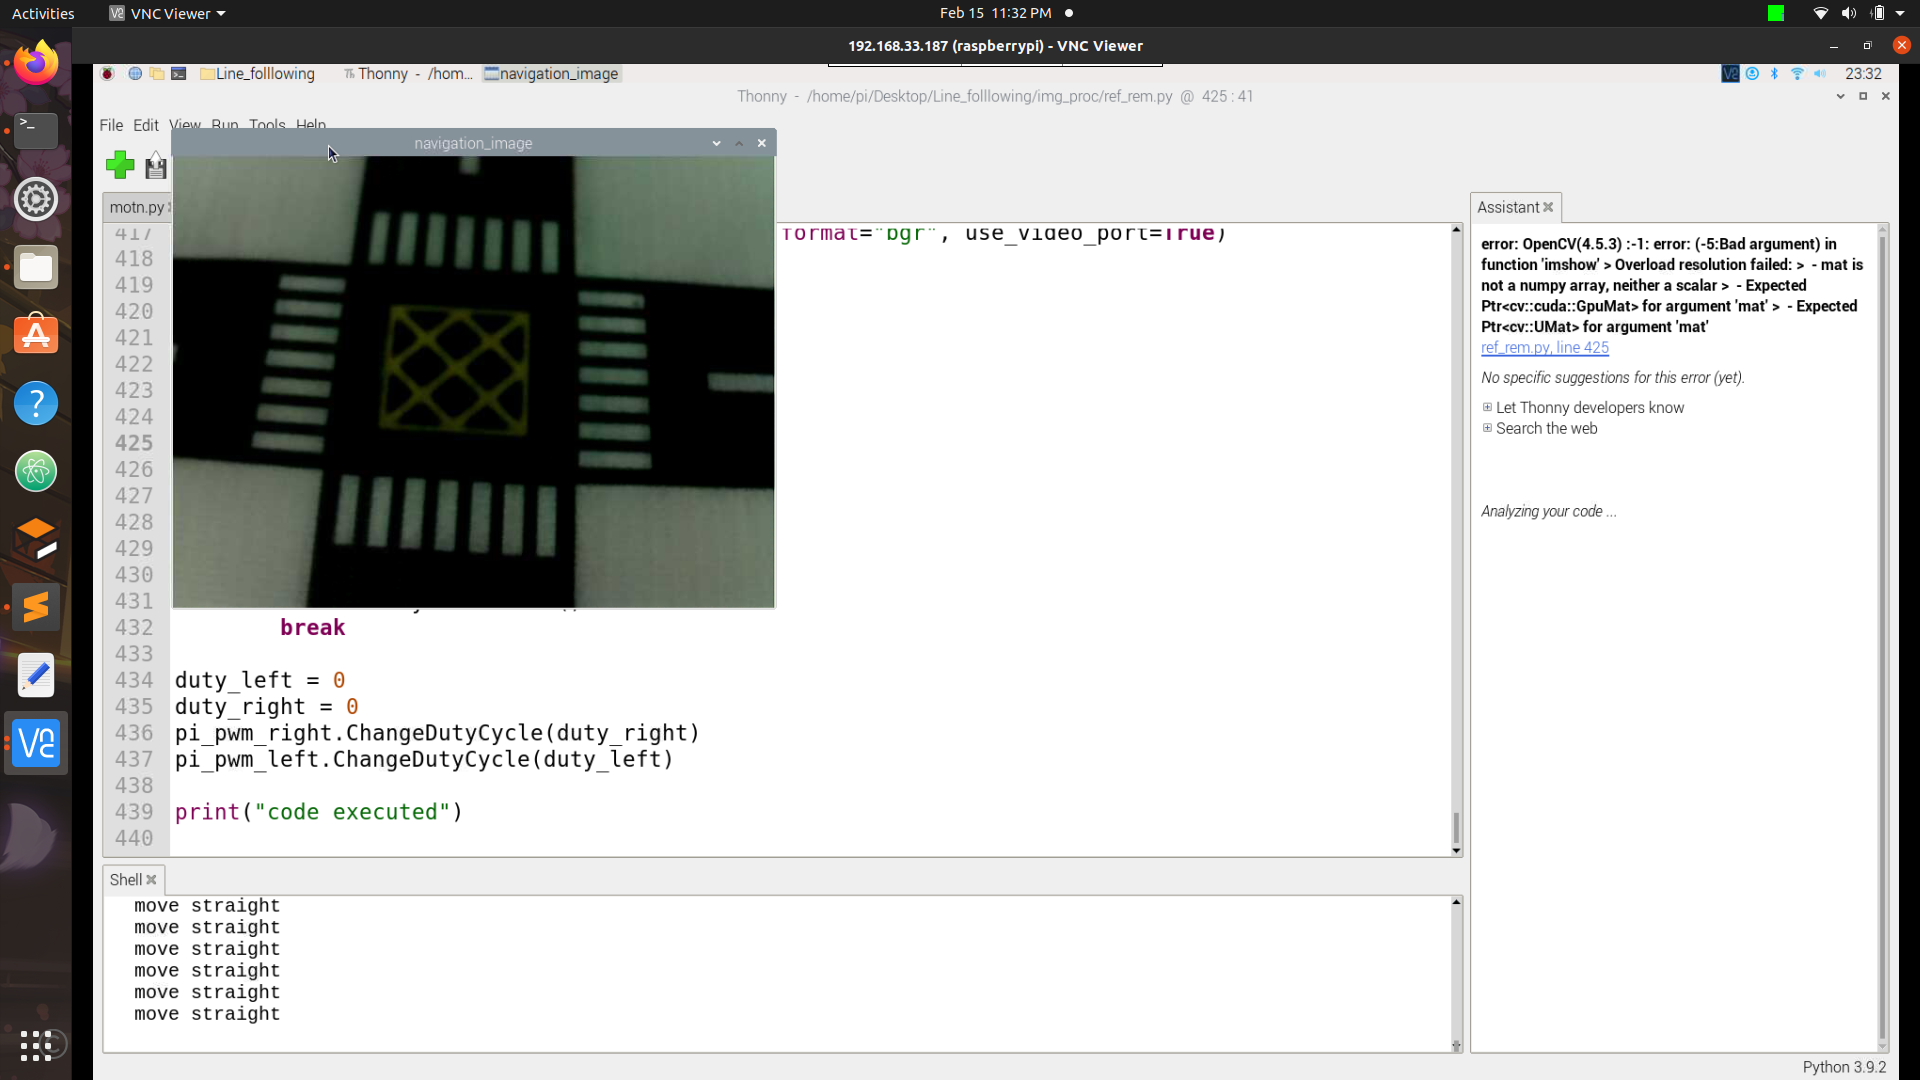 Activities
VNC Viewer
Feb 15 11:32 PM
192.168.33.187 (raspberrypi) - VNC Viewer
Line_folllowing
Thonny - /hom...
navigation_image
23:32
Thonny - /home/pi/Desktop/Line_folllowing/img_proc/ref_rem.py @ 425 : 41
File Edit View Run Tools Help
navigation_image
motn.py
Assistant
417 format="bgr", use_video_port=True)
418
419
420
421
422
423
424
425
426
427
428
429
430
431
432 break
433
434 duty_left = 0
435 duty_right = 0
436 pi_pwm_right.ChangeDutyCycle(duty_right)
437 pi_pwm_left.ChangeDutyCycle(duty_left)
438
439 print("code executed")
440
error: OpenCV(4.5.3) :-1: error: (-5:Bad argument) in
function 'imshow' > Overload resolution failed: > - mat is
not a numpy array, neither a scalar > - Expected
Ptr<cv::cuda::GpuMat> for argument 'mat' > - Expected
Ptr<cv::UMat> for argument 'mat'
ref_rem.py, line 425
No specific suggestions for this error (yet).
Let Thonny developers know
Search the web
Analyzing your code ...
Shell
move straight
move straight
move straight
move straight
move straight
move straight
Python 3.9.2